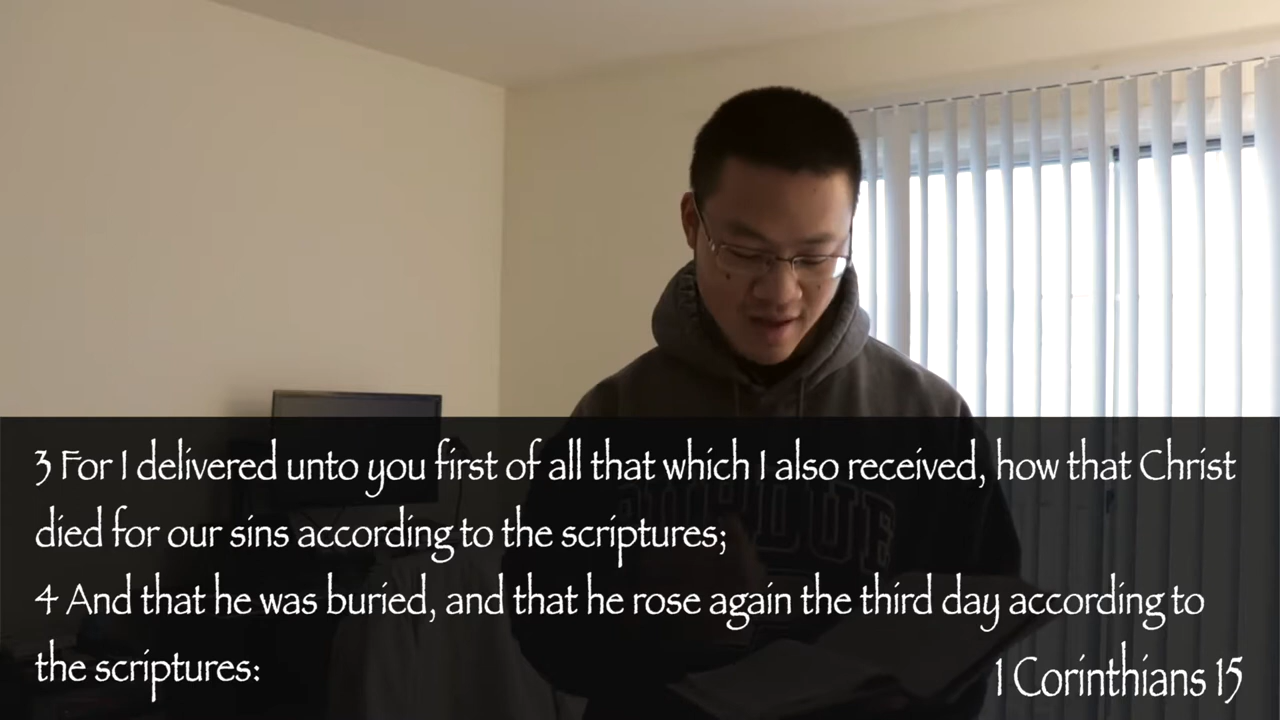 PURDUE
3 For I delivered unto you first of all that which I also received, how that Christ
died for our sins according to the scriptures;
4 And that he was buried, and that he rose again the third day according to
the scriptures:
1 Corinthians 15